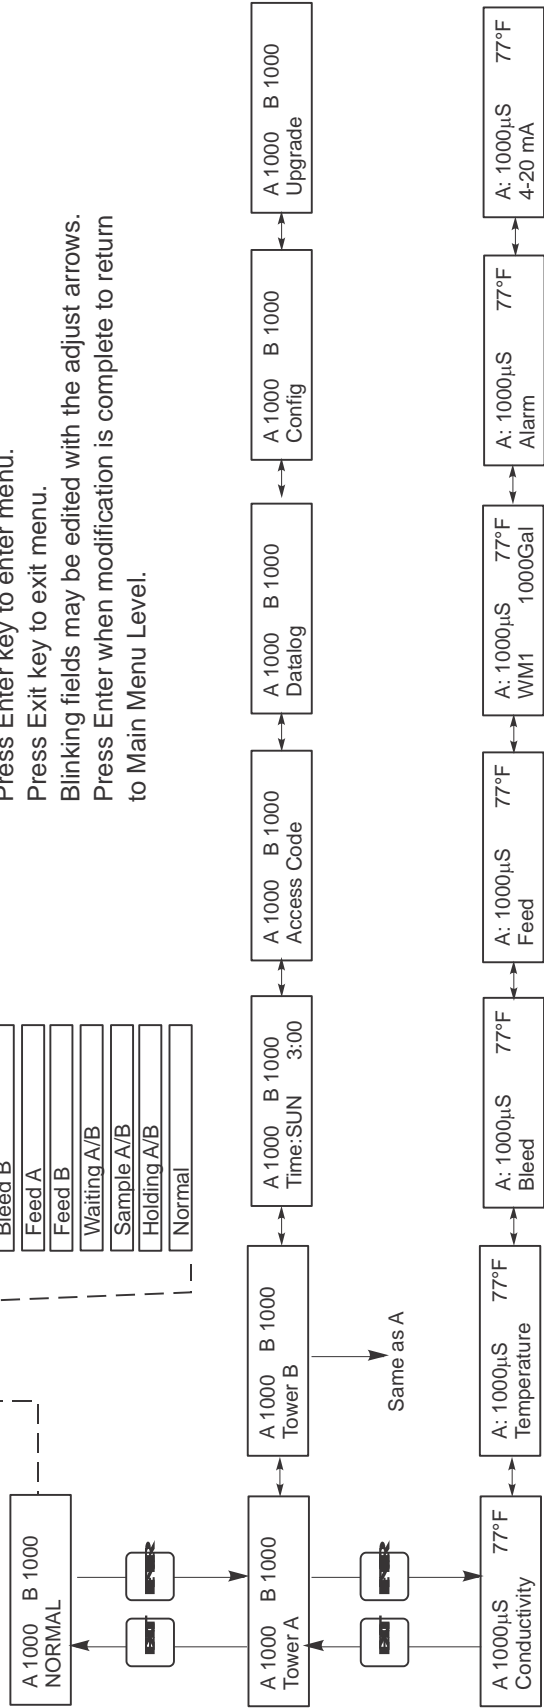 Press Enter key to enter menu.
Press Exit key to exit menu.
Blinking fields may be edited with the adjust arrows.
Press Enter when modification is complete to return
to Main Menu Level.
Bleed B
Feed A
Feed B
Waiting A/B
Sample A/B
Holding A/B
Normal
A 1000 B 1000
NORMAL
EXIT
ENTER
A 1000 B 1000
Tower A
A 1000 B 1000
Tower B
A 1000 B 1000
Time:SUN 3:00
A 1000 B 1000
Access Code
A 1000 B 1000
Datalog
A 1000 B 1000
Config
A 1000 B 1000
Upgrade
Same as A
EXIT
ENTER
A 1000µS 77°F
Conductivity
A: 1000µS 77°F
Temperature
A: 1000µS 77°F
Bleed
A: 1000µS 77°F
Feed
A: 1000µS 77°F
WM1 1000Gal
A: 1000µS 77°F
Alarm
A: 1000µS 77°F
4-20 mA